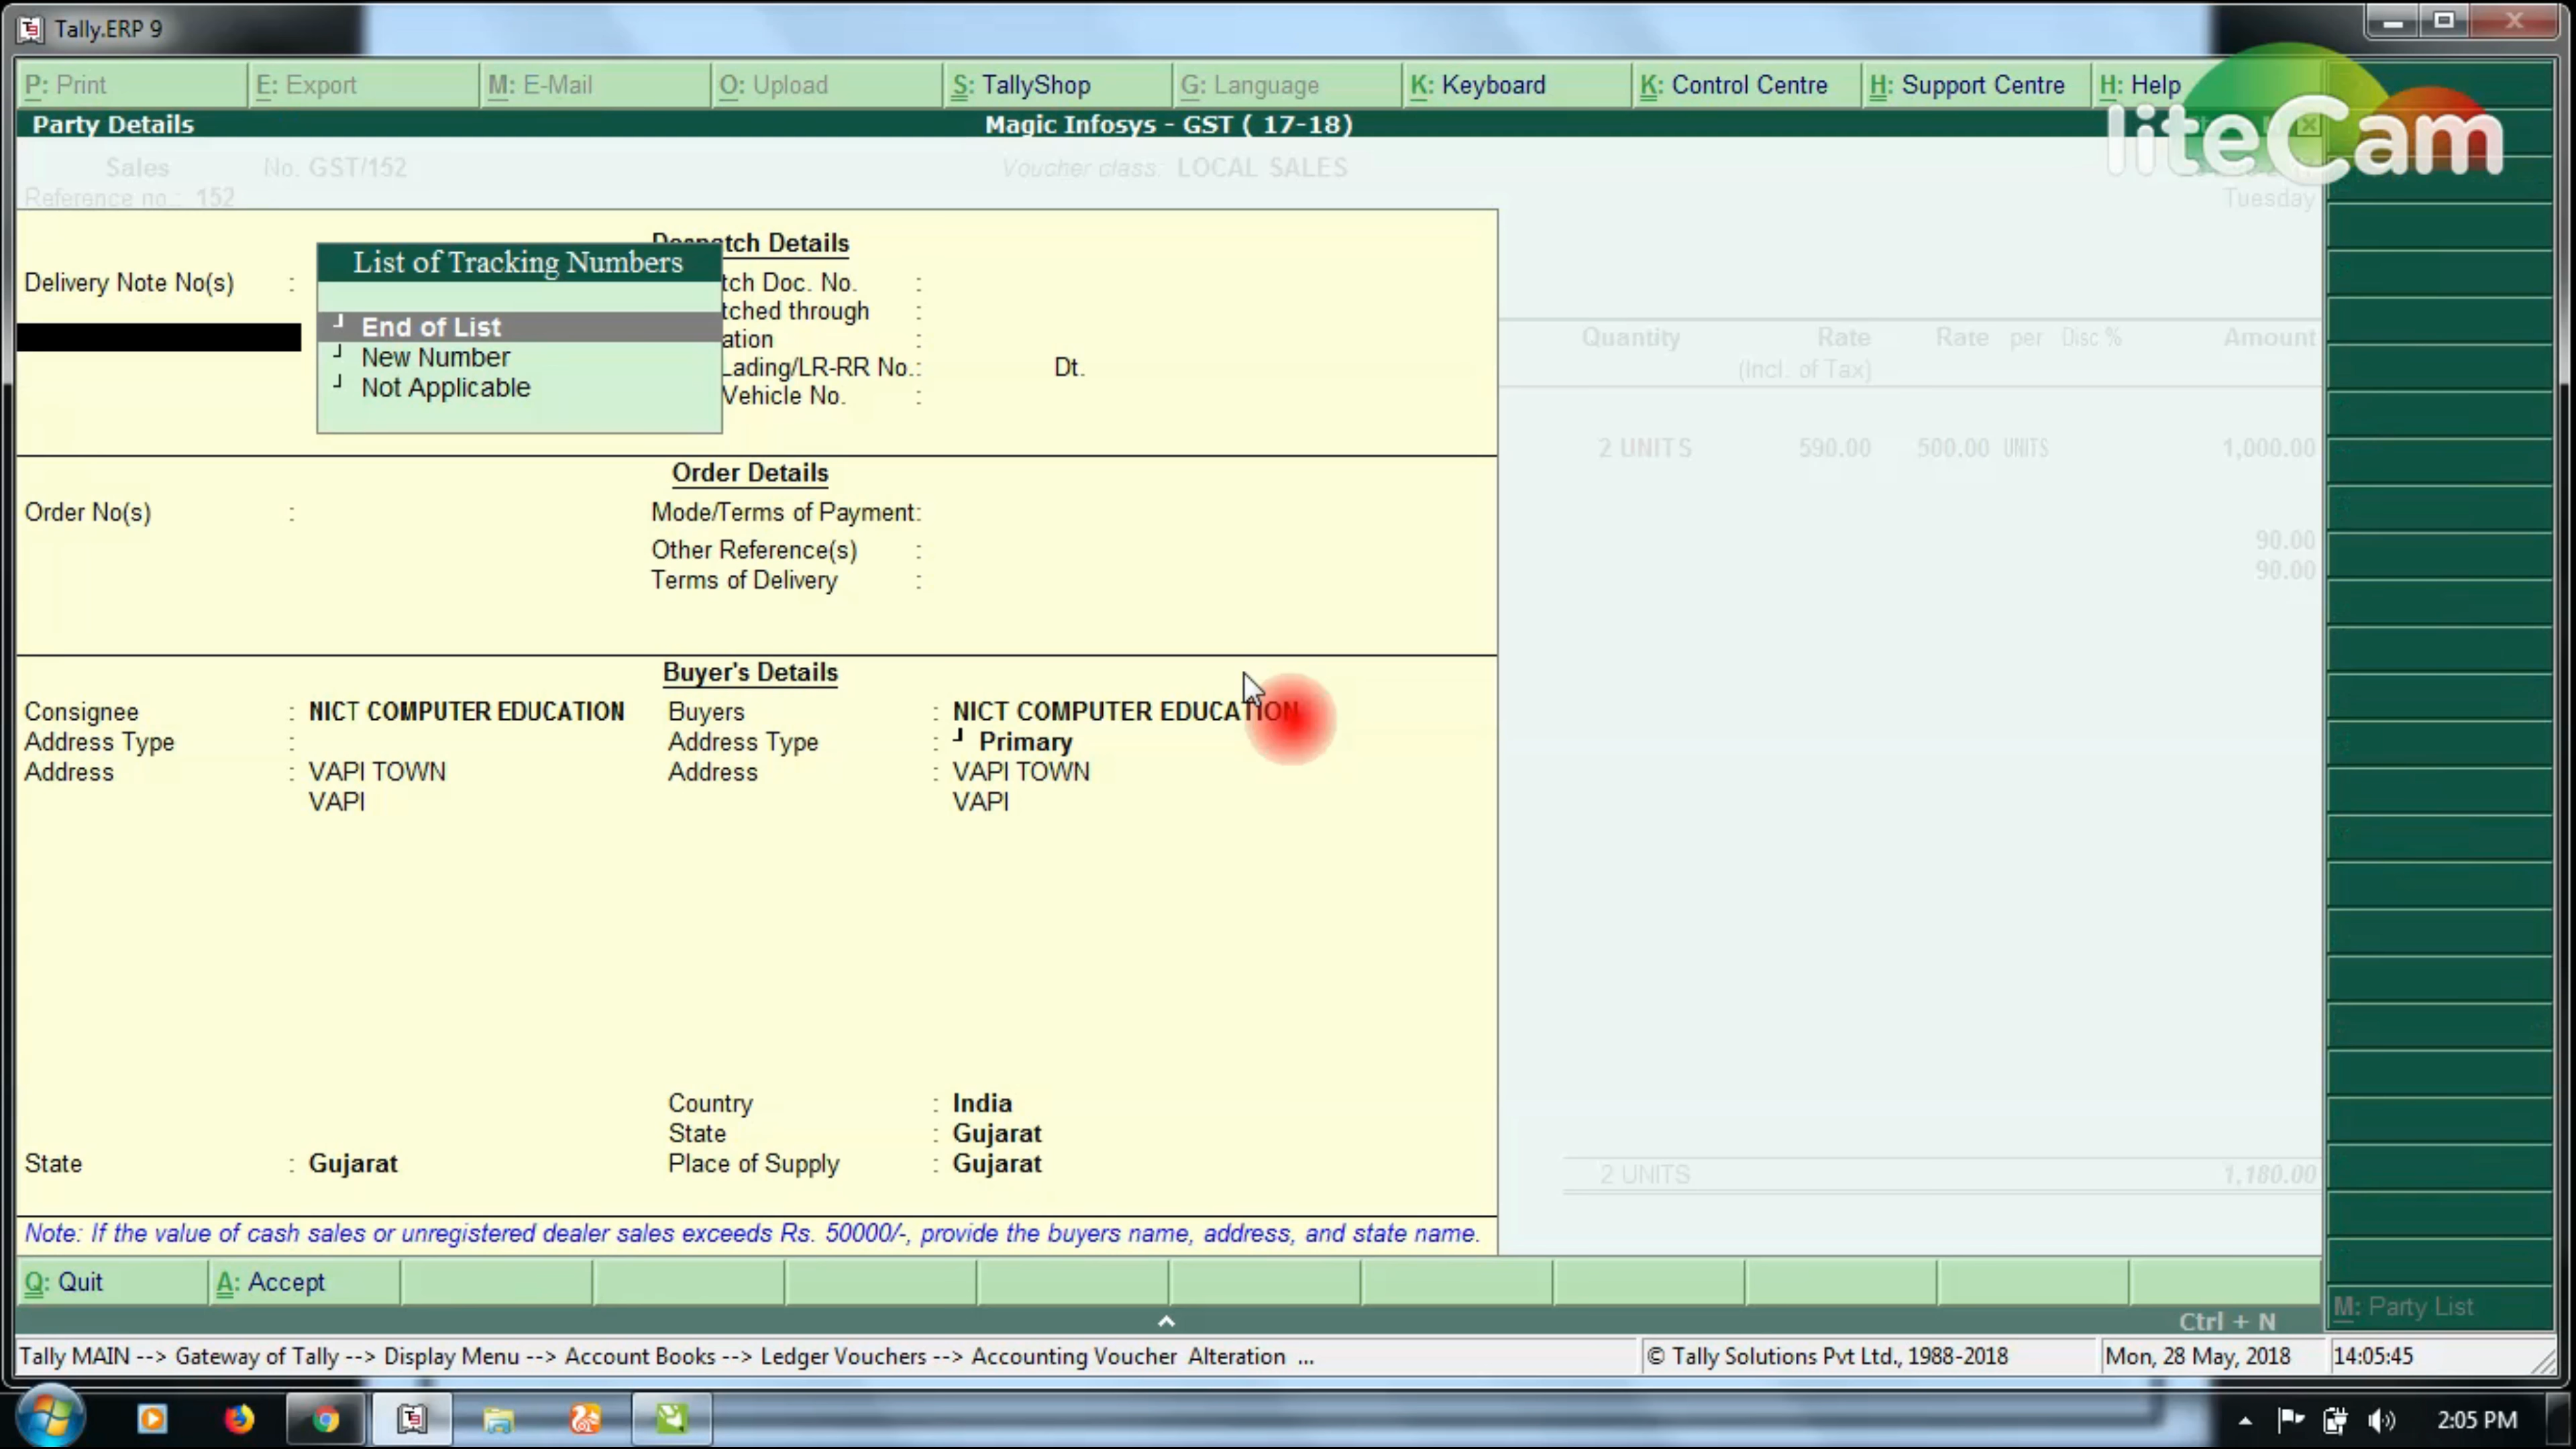 Tally.ERP 9
P: Print E: Export M: E-Mail O: Upload S: TallyShop G: Language K: Keyboard K: Control Centre H: Support Centre H: Help
liteCam
Party Details Magic Infosys - GST ( 17-18)
Sales No. GST/152 Voucher class: LOCAL SALES
Reference no.: 152 Tuesday
tch Details
List of Tracking Numbers
Delivery Note No(s) : tch Doc. No. :
tched through :
End of List ation :
New Number Lading/LR-RR No.: Dt.
Not Applicable Vehicle No. :
Quantity Rate Rate per Disc % Amount
(Incl. of Tax)
2 UNITS 590.00 500.00 UNITS 1,000.00
Order Details
Order No(s) : Mode/Terms of Payment:
Other Reference(s) :
Terms of Delivery :
90.00
90.00
Buyer's Details
Consignee : NICT COMPUTER EDUCATION Buyers : NICT COMPUTER EDUCATION
Address Type : Address Type : Primary
Address : VAPI TOWN Address : VAPI TOWN
VAPI VAPI
Country : India
State : Gujarat
State : Gujarat Place of Supply : Gujarat
2 UNITS 1,180.00
Note: If the value of cash sales or unregistered dealer sales exceeds Rs. 50000/-, provide the buyers name, address, and state name.
Q: Quit A: Accept
M: Party List
Ctrl + N
Tally MAIN --> Gateway of Tally --> Display Menu --> Account Books --> Ledger Vouchers --> Accounting Voucher Alteration ... © Tally Solutions Pvt Ltd., 1988-2018 Mon, 28 May, 2018 14:05:45
2:05 PM